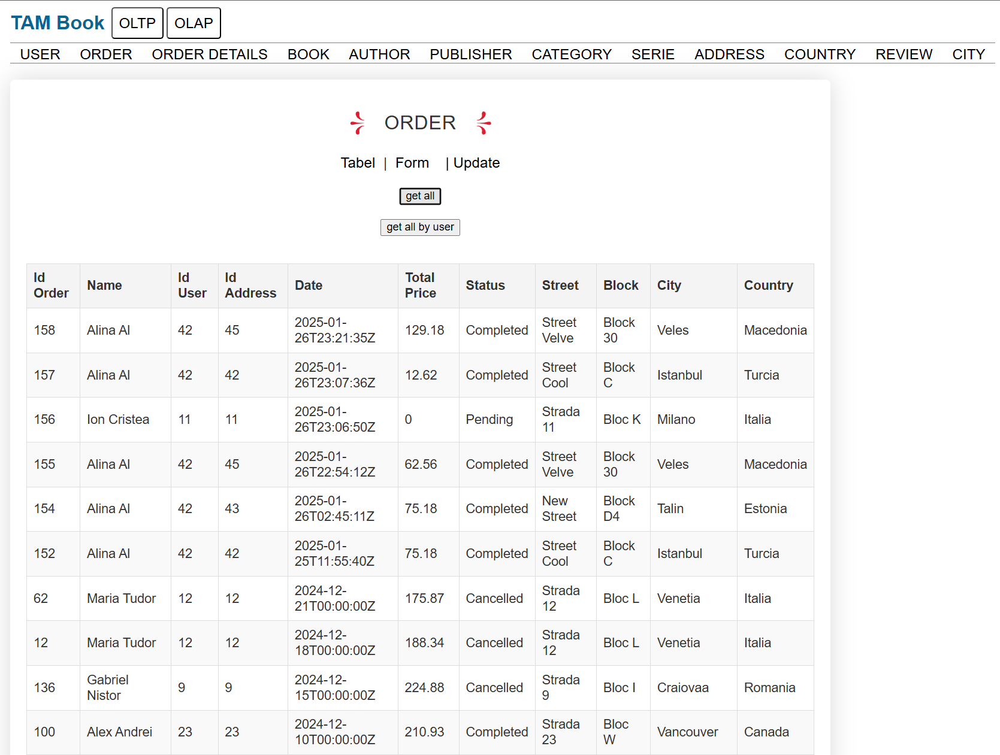 TAM Book OLTP OLAP
USER ORDER ORDER DETAILS BOOK AUTHOR PUBLISHER CATEGORY SERIE ADDRESS COUNTRY REVIEW CITY
ORDER
Tabel | Form | Update
get all
get all by user
Id Order Name Id User Id Address Date Total Price Status Street Block City Country
158 Alina Al 42 45 2025-01-26T23:21:35Z 129.18 Completed Street Velve Block 30 Veles Macedonia
157 Alina Al 42 42 2025-01-26T23:07:36Z 12.62 Completed Street Cool Block C Istanbul Turcia
156 Ion Cristea 11 11 2025-01-26T23:06:50Z 0 Pending Strada 11 Bloc K Milano Italia
155 Alina Al 42 45 2025-01-26T22:54:12Z 62.56 Completed Street Velve Block 30 Veles Macedonia
154 Alina Al 42 43 2025-01-26T02:45:11Z 75.18 Completed New Street Block D4 Talin Estonia
152 Alina Al 42 42 2025-01-25T11:55:40Z 75.18 Completed Street Cool Block C Istanbul Turcia
62 Maria Tudor 12 12 2024-12-21T00:00:00Z 175.87 Cancelled Strada 12 Bloc L Venetia Italia
12 Maria Tudor 12 12 2024-12-18T00:00:00Z 188.34 Cancelled Strada 12 Bloc L Venetia Italia
136 Gabriel Nistor 9 9 2024-12-15T00:00:00Z 224.88 Cancelled Strada 9 Bloc I Craiovaa Romania
100 Alex Andrei 23 23 2024-12-10T00:00:00Z 210.93 Completed Strada 23 Bloc W Vancouver Canada